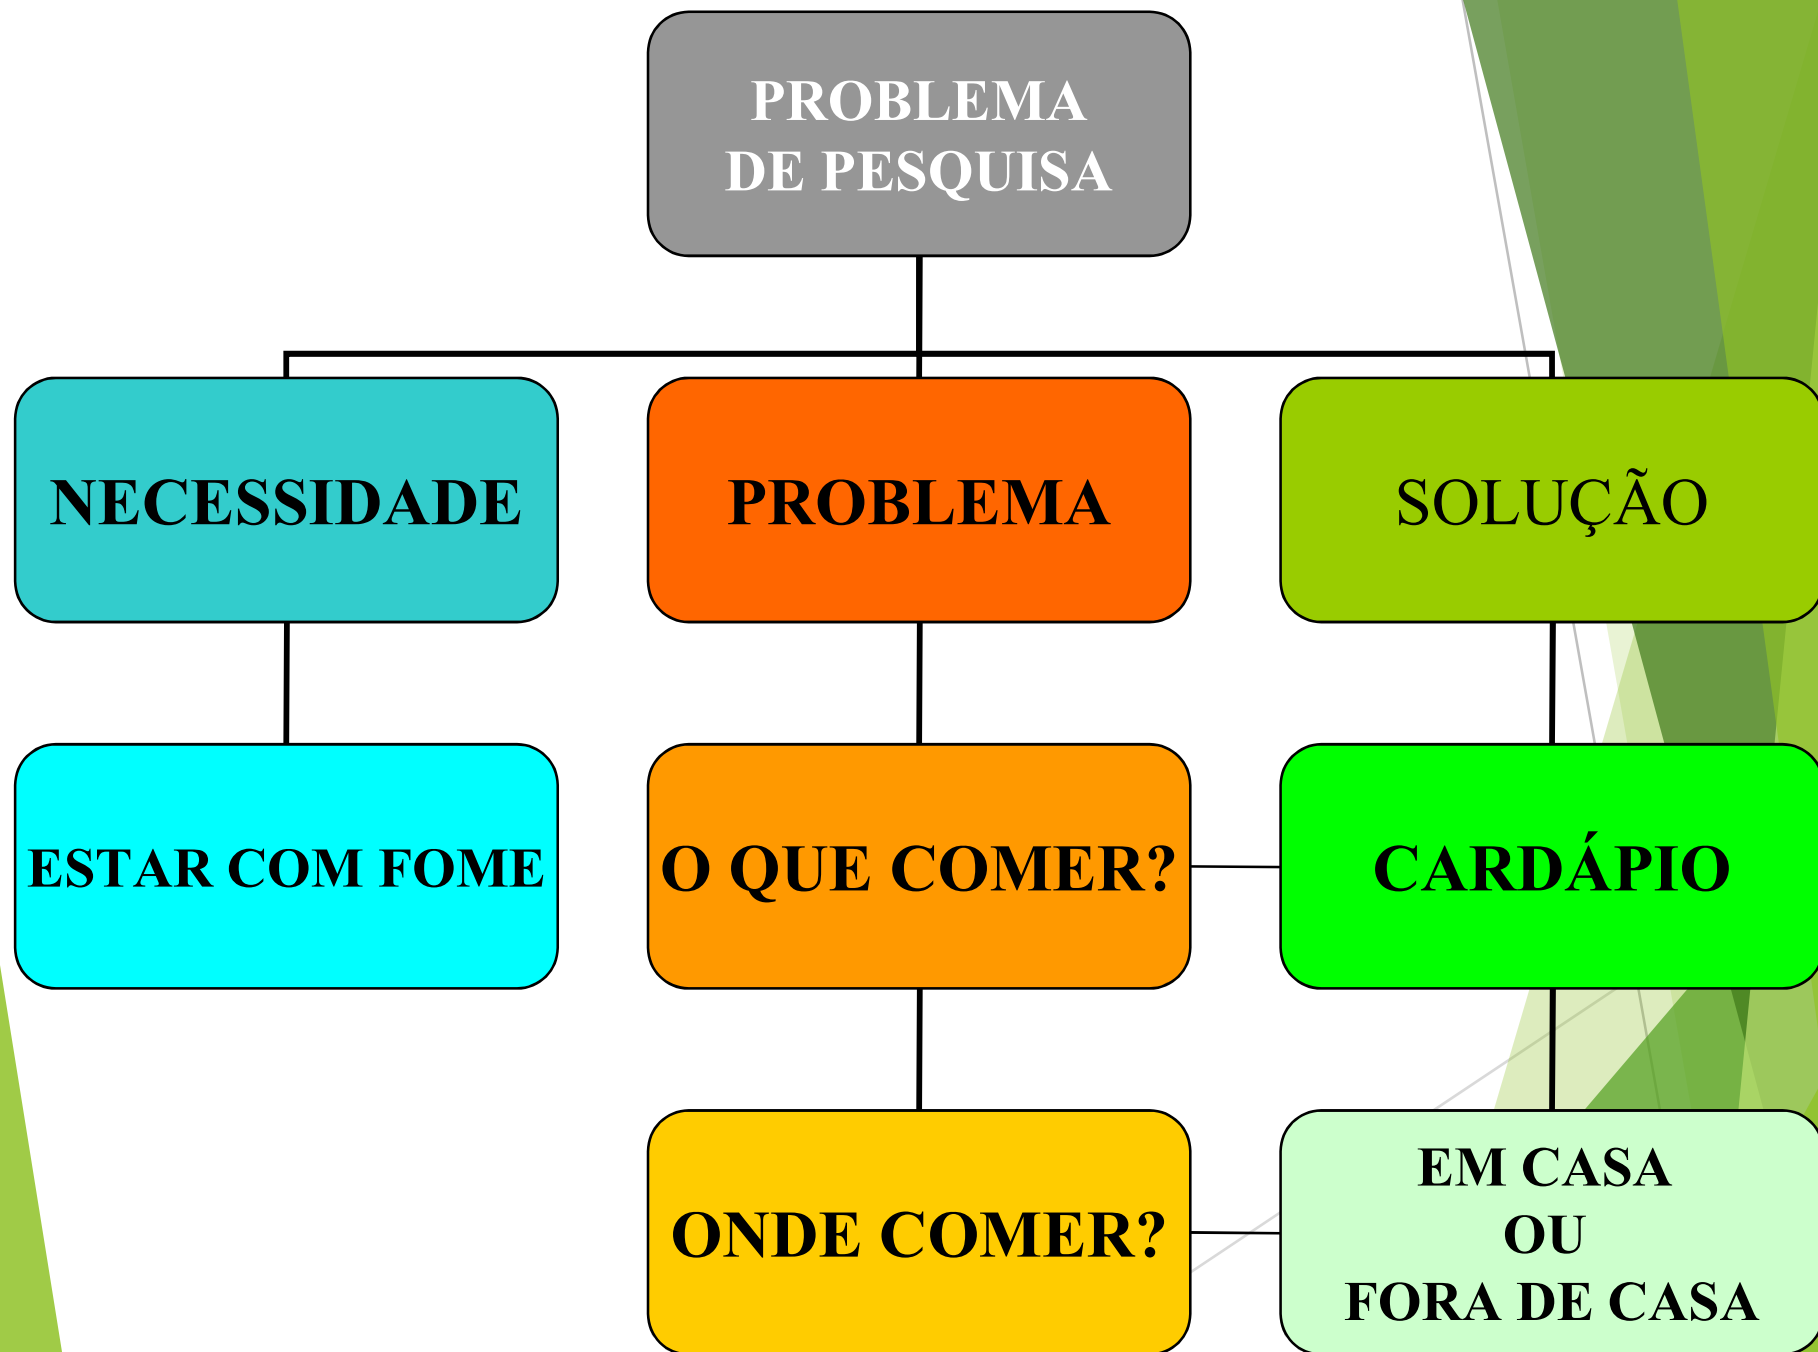 PROBLEMA
DE PESQUISA
NECESSIDADE
PROBLEMA
SOLUÇÃO
ESTAR COM FOME
O QUE COMER?
CARDÁPIO
ONDE COMER?
EM CASA
OU
FORA DE CASA